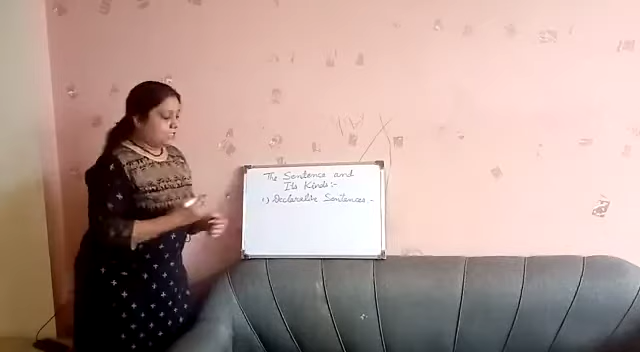 The Sentence and
Its Kinds:-
1) Declarative Sentences -